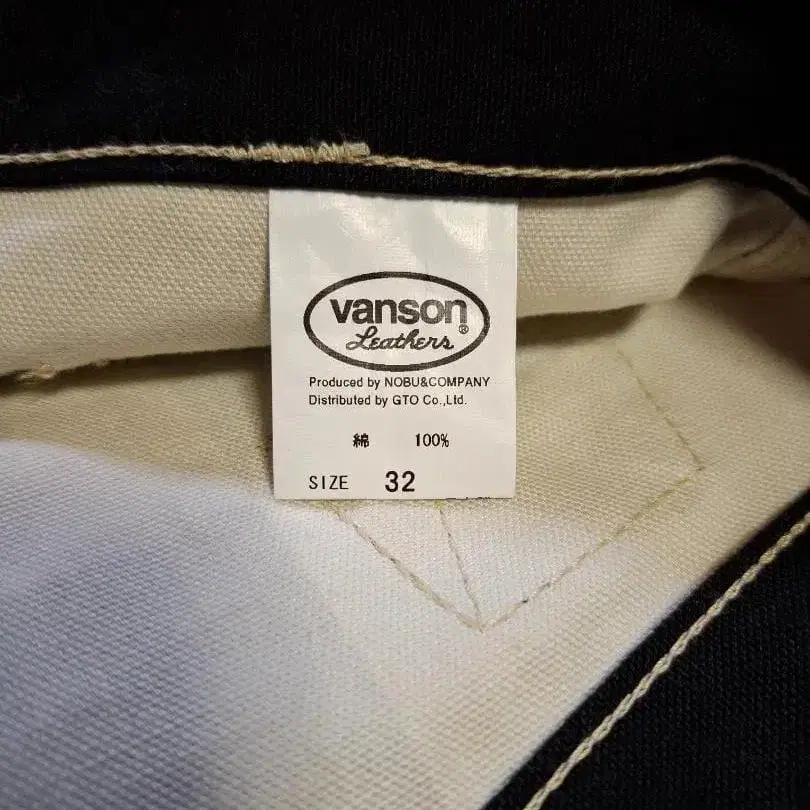 vanson
Leathers ®
Produced by NOBU&COMPANY
Distributed by GTO Co.,Ltd.
綿 100%
SIZE 32